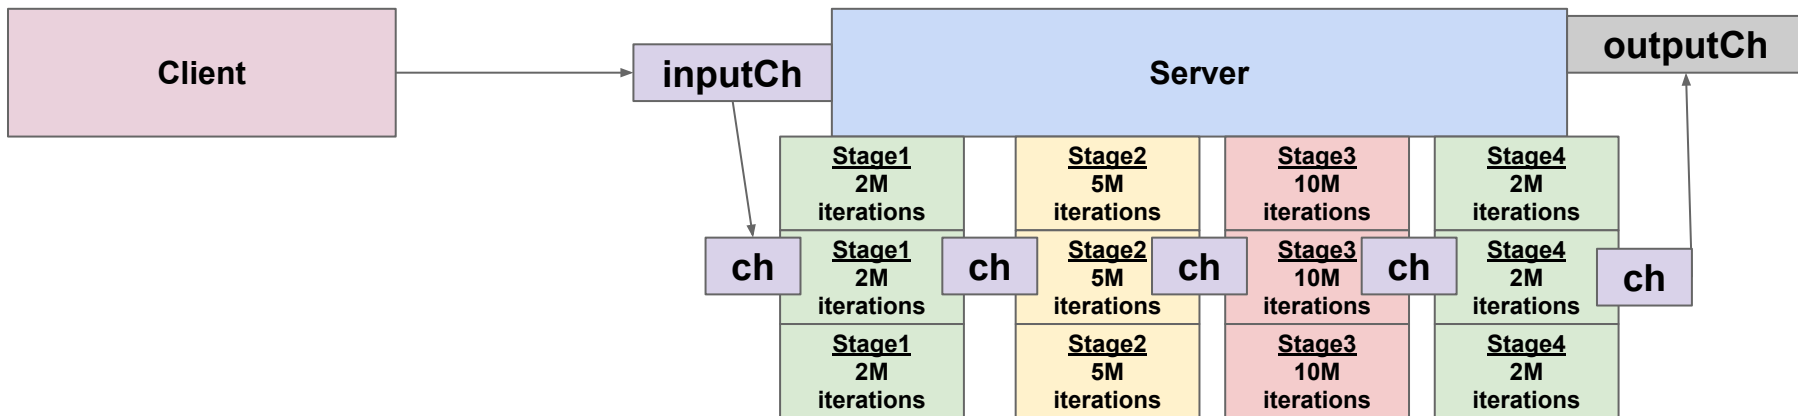 Client
inputCh
Server
outputCh
Stage1
2M
iterations
Stage2
5M
iterations
Stage3
10M
iterations
Stage4
2M
iterations
ch
Stage1
2M
iterations
ch
Stage2
5M
iterations
ch
Stage3
10M
iterations
ch
Stage4
2M
iterations
ch
Stage1
2M
iterations
Stage2
5M
iterations
Stage3
10M
iterations
Stage4
2M
iterations